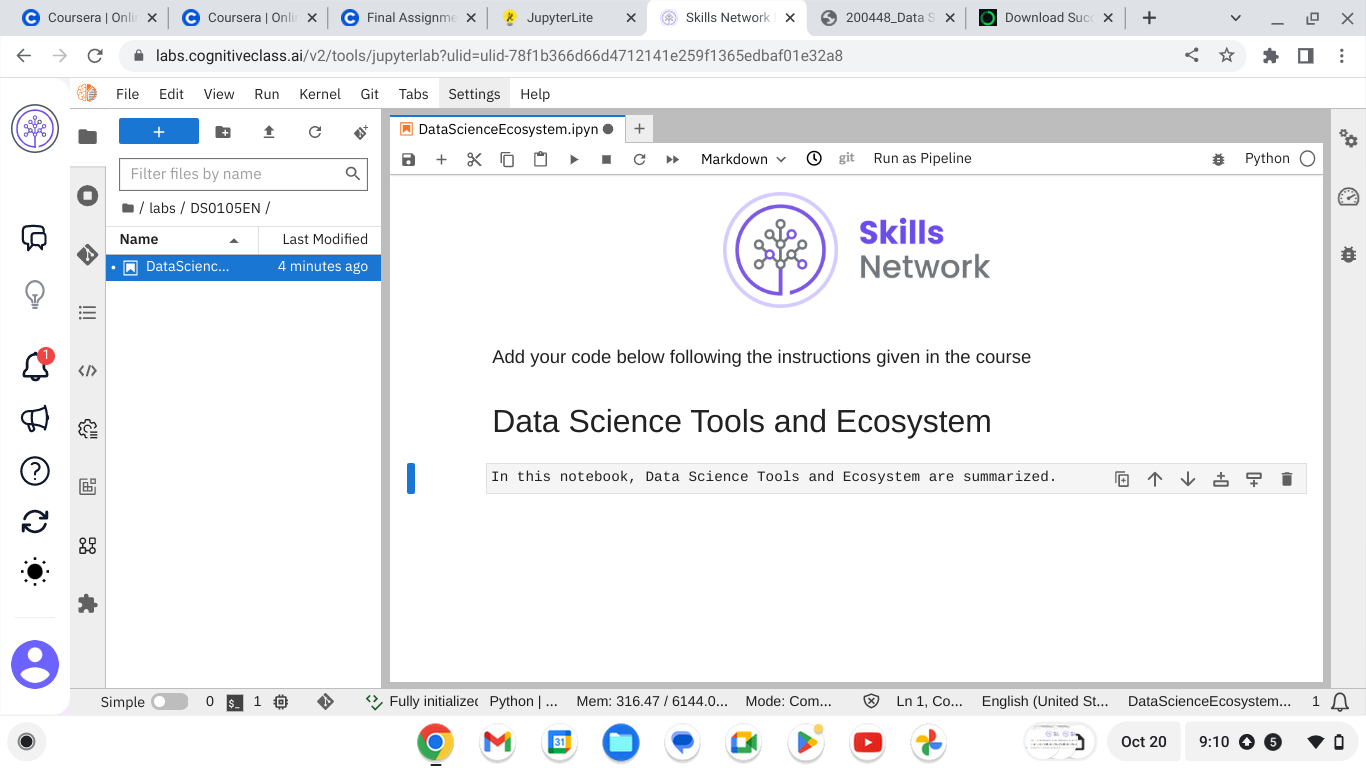 Coursera | Onli
Coursera | Onli
Final Assignme
JupyterLite
Skills Network
200448_Data S
Download Succ
labs.cognitiveclass.ai/v2/tools/jupyterlab?ulid=ulid-78f1b366d66d4712141e259f1365edbaf01e32a8
File Edit View Run Kernel Git Tabs Settings Help
DataScienceEcosystem.ipyn
Markdown
git
Run as Pipeline
Python
Filter files by name
/ labs / DS0105EN /
Name Last Modified
DataScienc... 4 minutes ago
1
Skills
Network
Add your code below following the instructions given in the course
Data Science Tools and Ecosystem
In this notebook, Data Science Tools and Ecosystem are summarized.
Simple 0 $_ 1 Fully initialized Python | ... Mem: 316.47 / 6144.0... Mode: Com... Ln 1, Co... English (United St... DataScienceEcosystem... 1
31
Oct 20
9:10 5